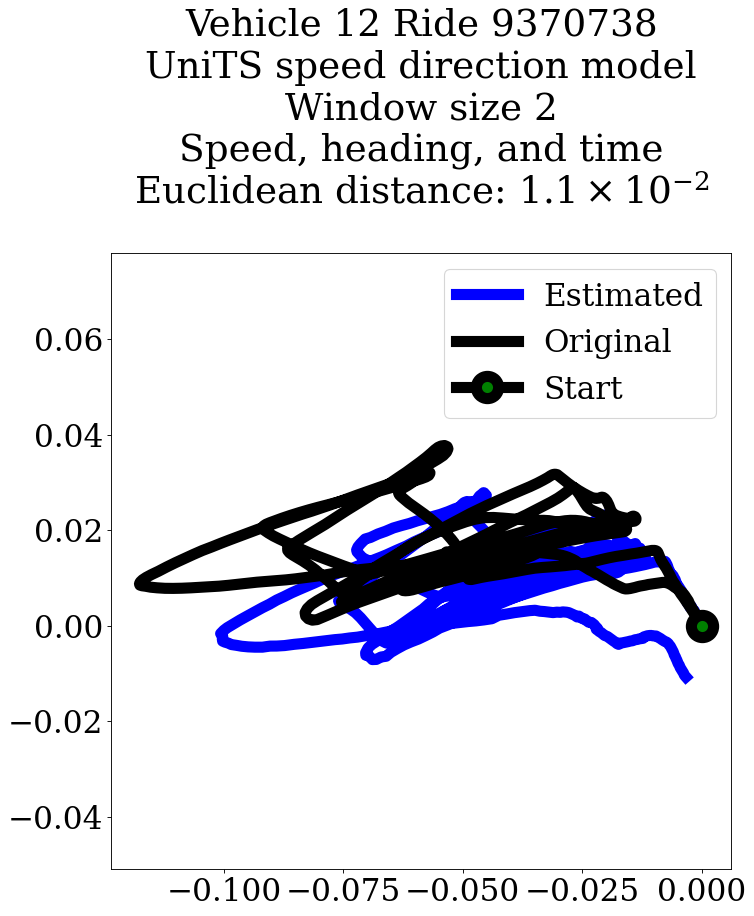 Vehicle 12 Ride 9370738
UniTS speed direction model
Window size 2
Speed, heading, and time
Euclidean distance: 1.1 × 10⁻²
Estimated
Original
Start
0.06
0.04
0.02
0.00
−0.02
−0.04
−0.100 −0.075 −0.050 −0.025 0.000